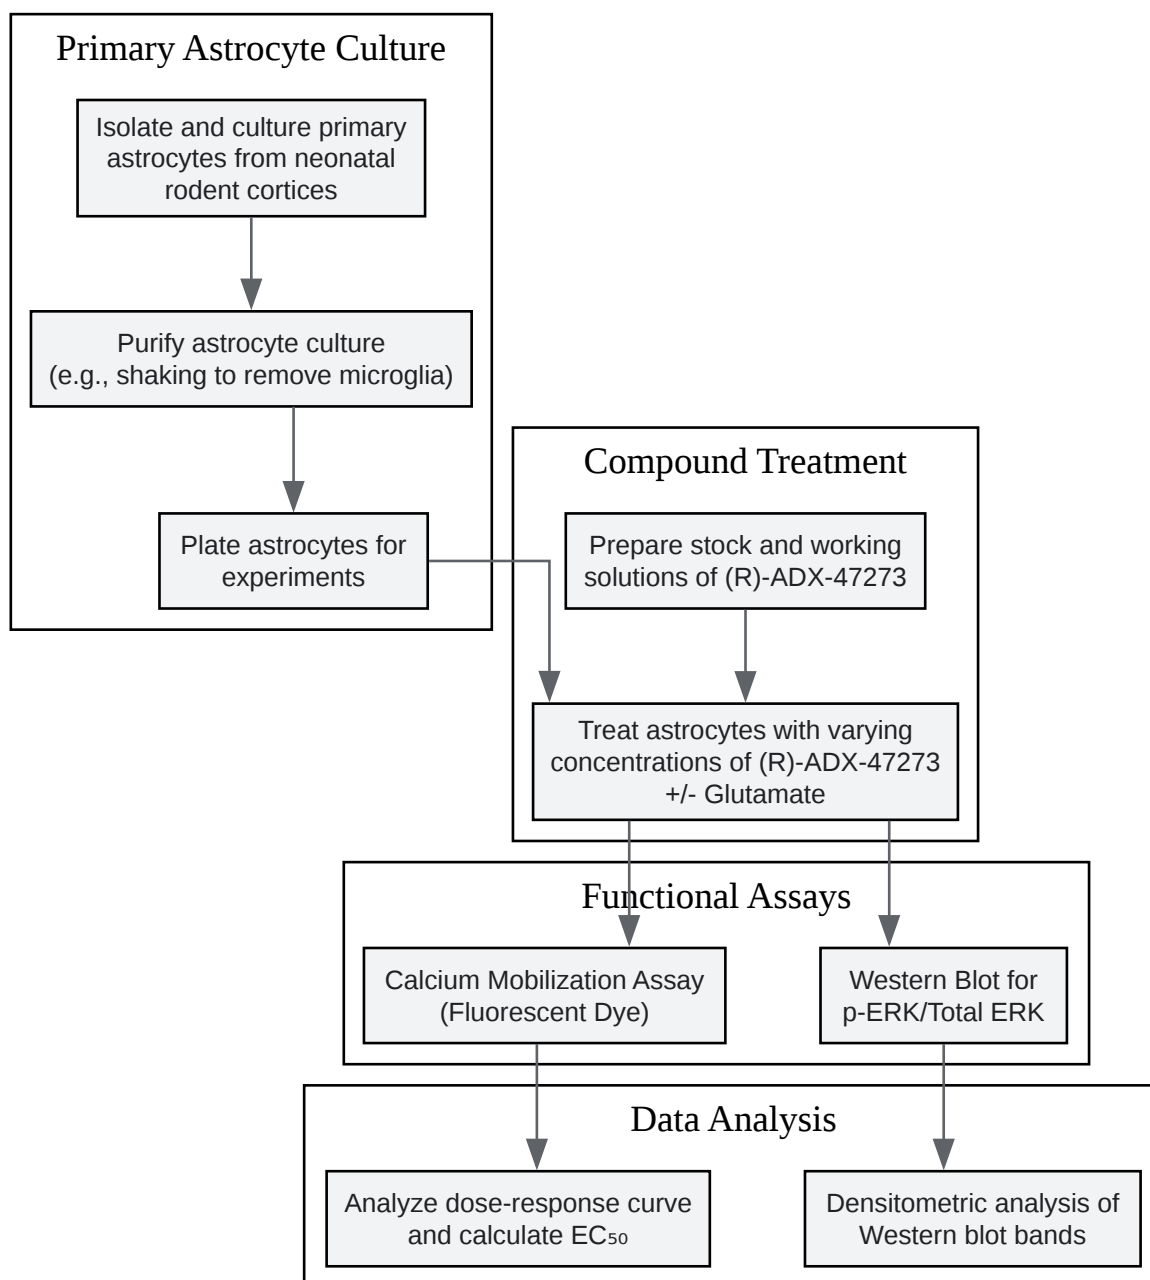 Primary Astrocyte Culture
Isolate and culture primary
astrocytes from neonatal
rodent cortices
Purify astrocyte culture
(e.g., shaking to remove microglia)
Plate astrocytes for
experiments
Compound Treatment
Prepare stock and working
solutions of (R)-ADX-47273
Treat astrocytes with varying
concentrations of (R)-ADX-47273
+/- Glutamate
Functional Assays
Calcium Mobilization Assay
(Fluorescent Dye)
Western Blot for
p-ERK/Total ERK
Data Analysis
Analyze dose-response curve
and calculate EC₅₀
Densitometric analysis of
Western blot bands